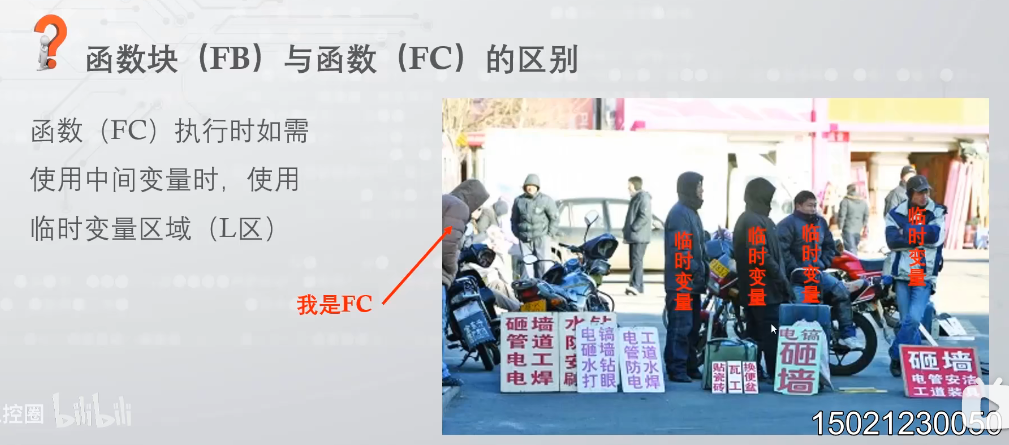 函数块（FB）与函数（FC）的区别
函数（FC）执行时如需
使用中间变量时，使用
临时变量区域（L区）
我是FC
临时变量
临时变量
临时变量
临时变量
砸墙 水钻
管道 防
电工 安
电焊 刷
电镐
砸墙
水钻
打眼
工道
电管
防水
电焊
贴瓷砖
瓦工
换便盆
电镐
砸
墙
砸墙
电管安洁
工道装具
控圈 bilibili
15021230050